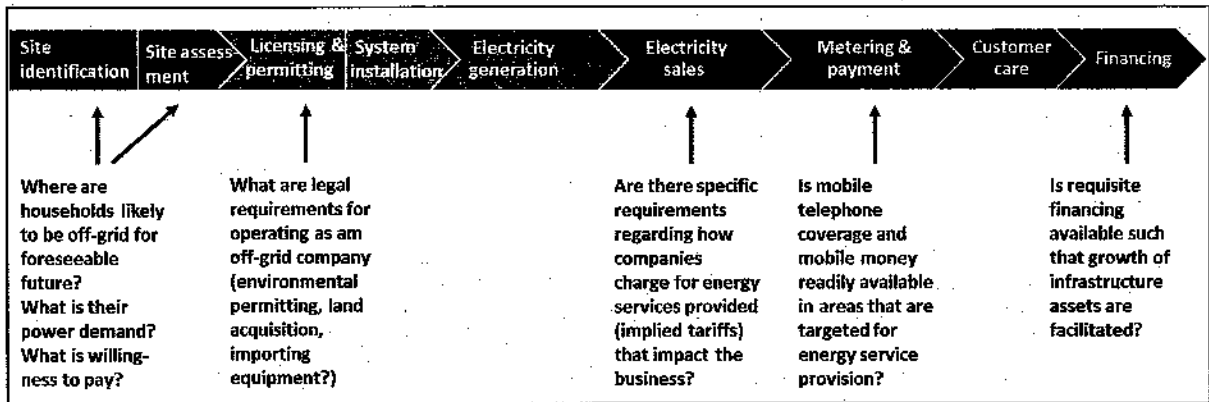 Site
identification
Site assess
ment
Licensing &
permitting
System
installation
Electricity
generation
Electricity
sales
Metering &
payment
Customer
care
Financing
Where are
households likely
to be off-grid for
foreseeable
future?
What is their
power demand?
What is willing-
ness to pay?
What are legal
requirements for
operating as am
off-grid company
(environmental
permitting, land
acquisition,
importing
equipment?)
Are there specific
requirements
regarding how
companies
charge for energy
services provided
(implied tariffs)
that impact the
business?
Is mobile
telephone
coverage and
mobile money
readily available
in areas that are
targeted for
energy service
provision?
Is requisite
financing
available such
that growth of
infrastructure
assets are
facilitated?